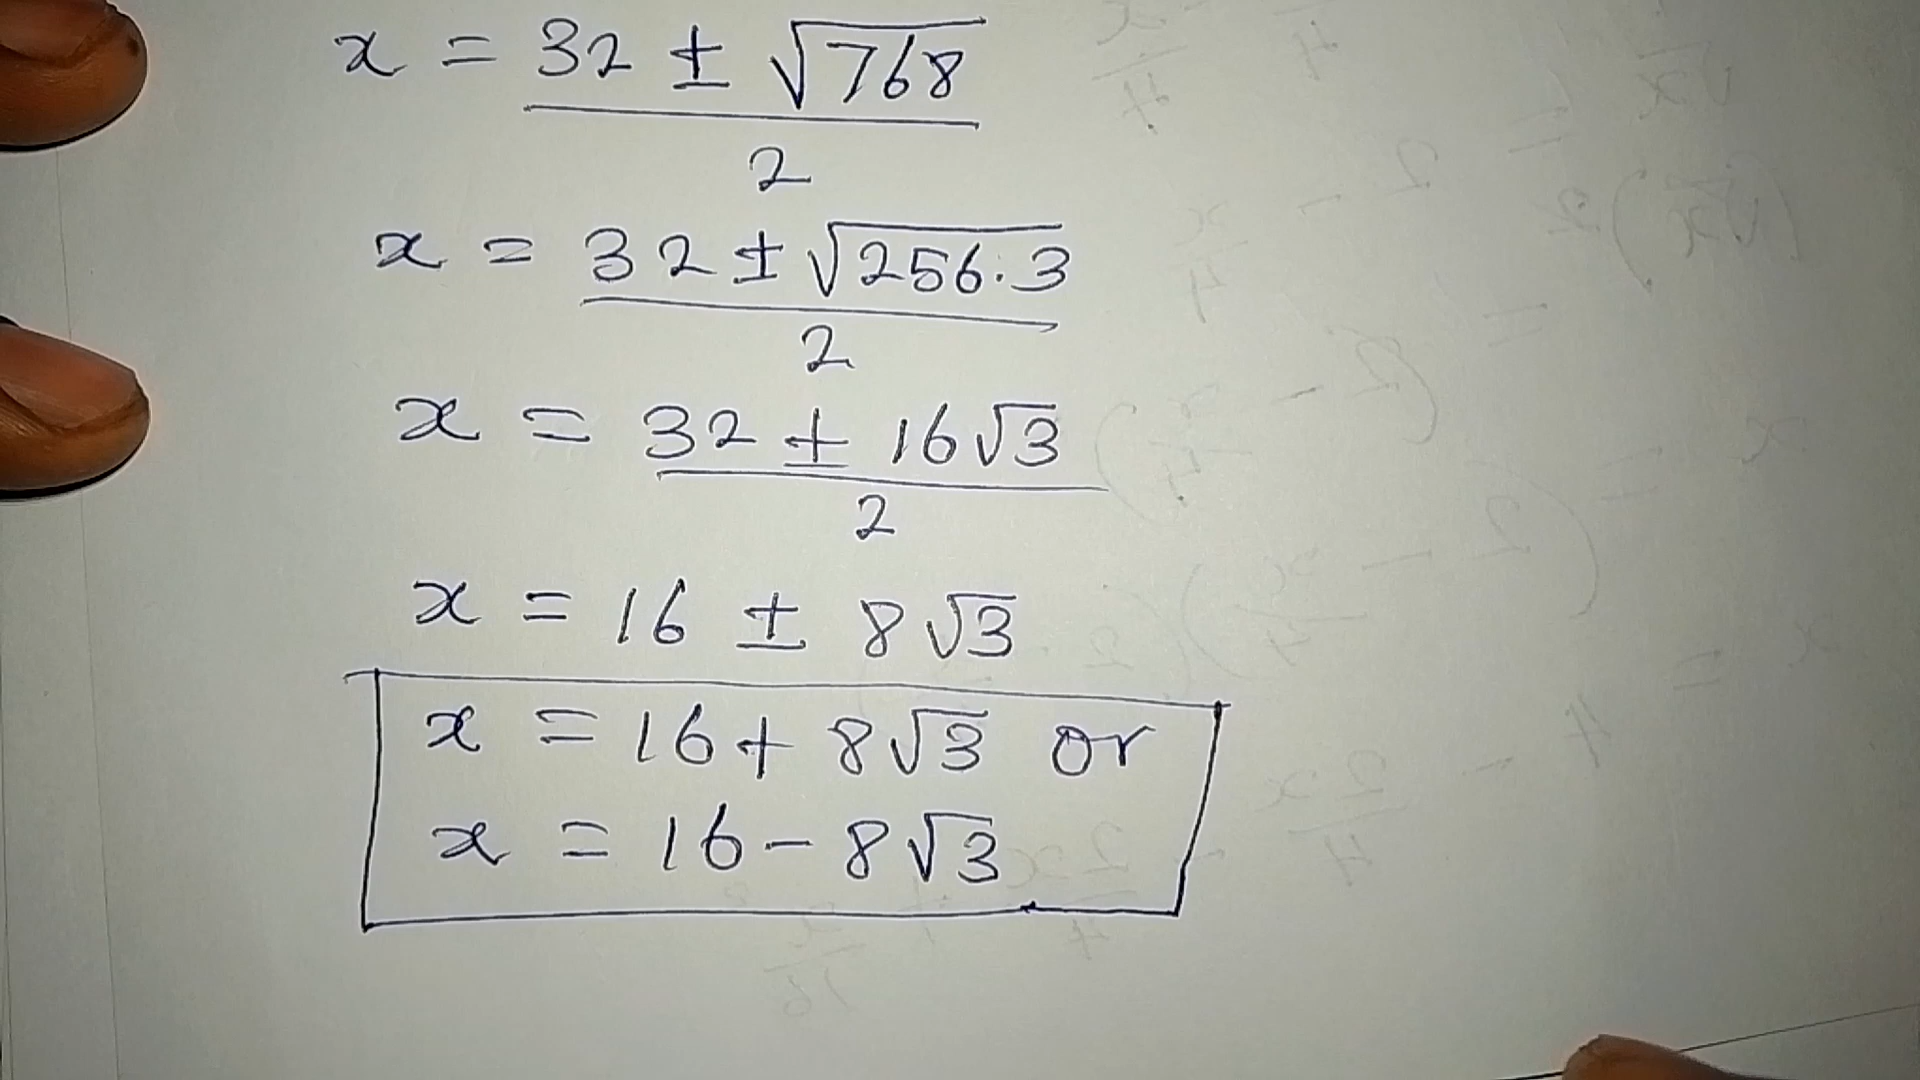 x = 32 ± √768
2
x = 32 ± √256.3
2
x = 32 ± 16√3
2
x = 16 ± 8√3
x = 16 + 8√3 or
x = 16 - 8√3